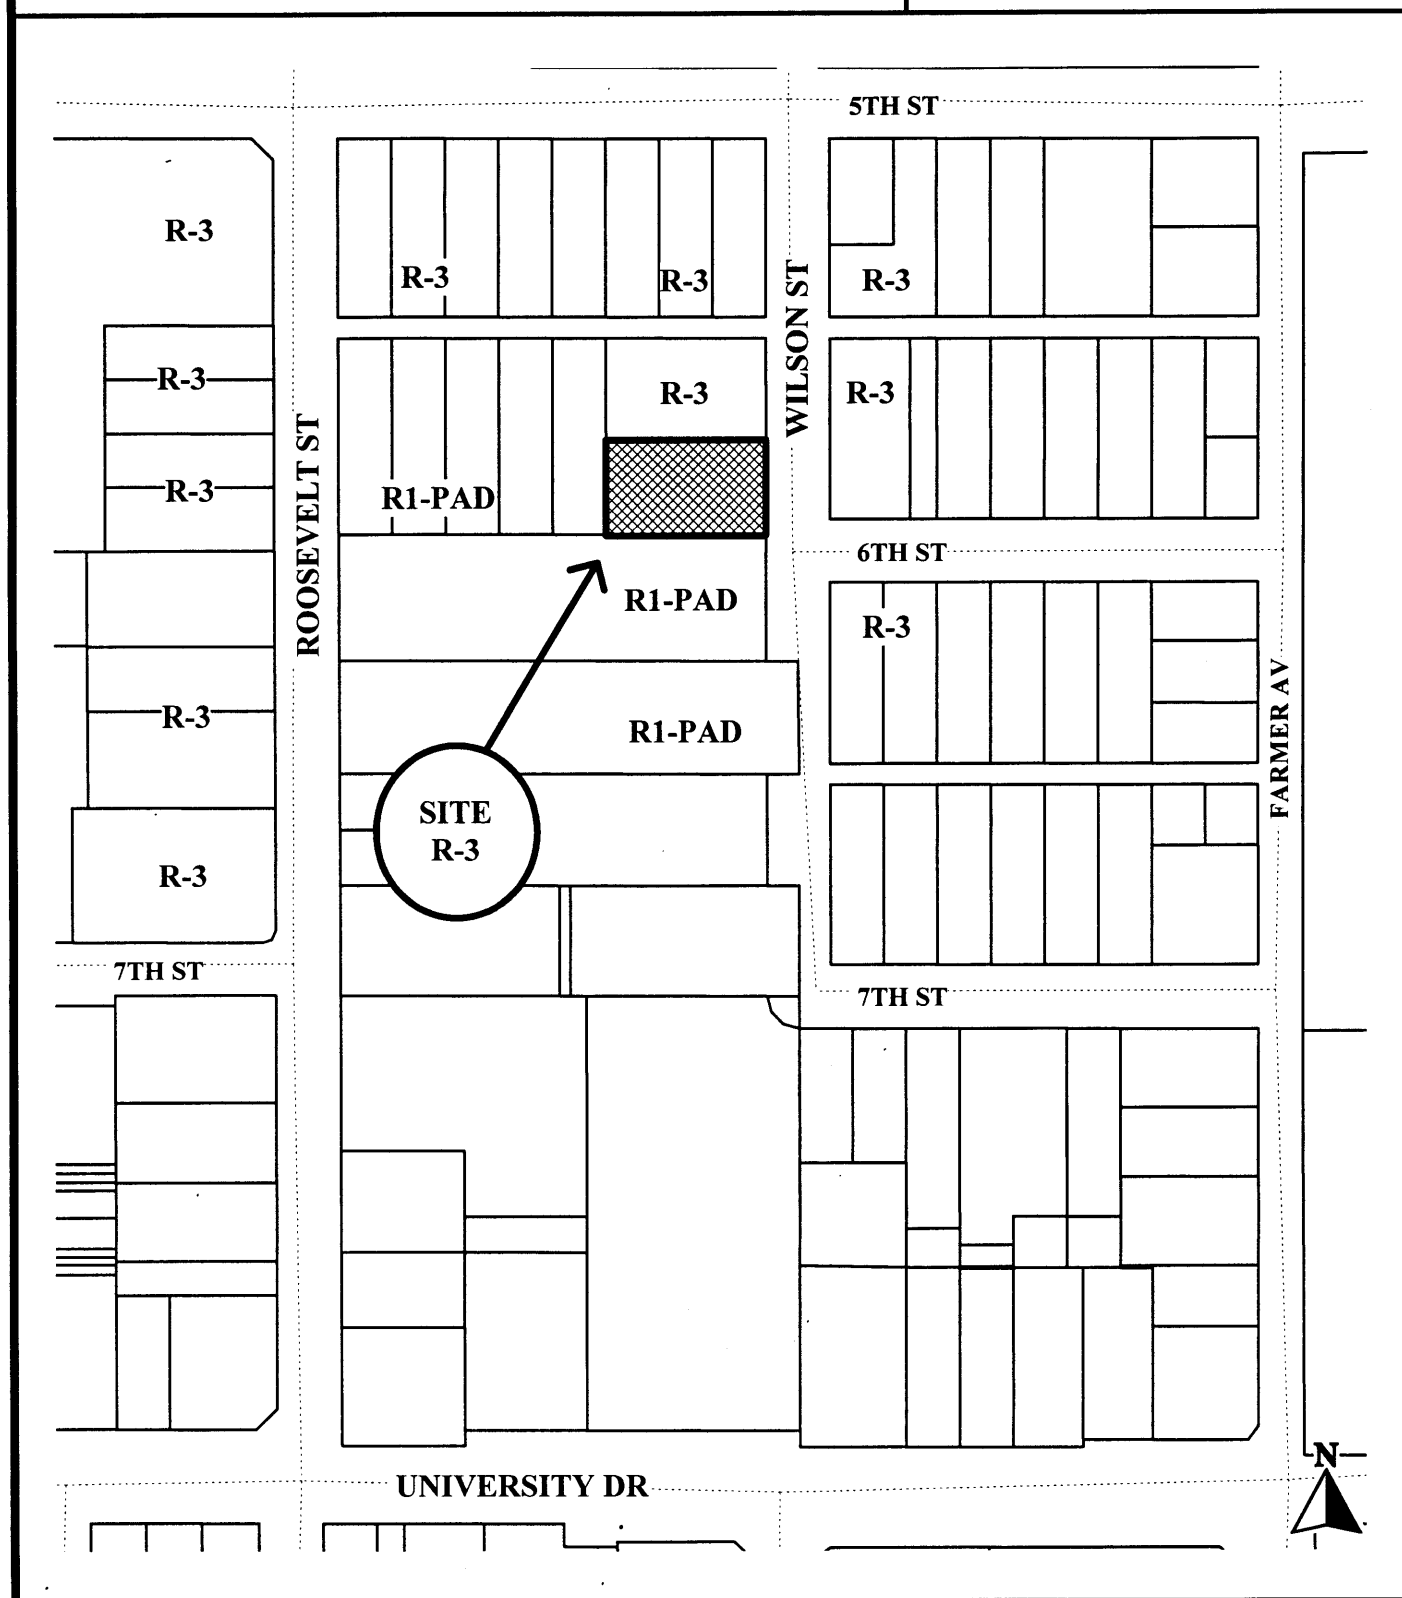 5TH ST
R-3
R-3
R-3
R-3
WILSON ST
R-3
R-3
R-3
ROOSEVELT ST
R-3
R1-PAD
6TH ST
R1-PAD
R-3
R-3
R1-PAD
FARMER AV
SITE
R-3
R-3
7TH ST
7TH ST
N
UNIVERSITY DR